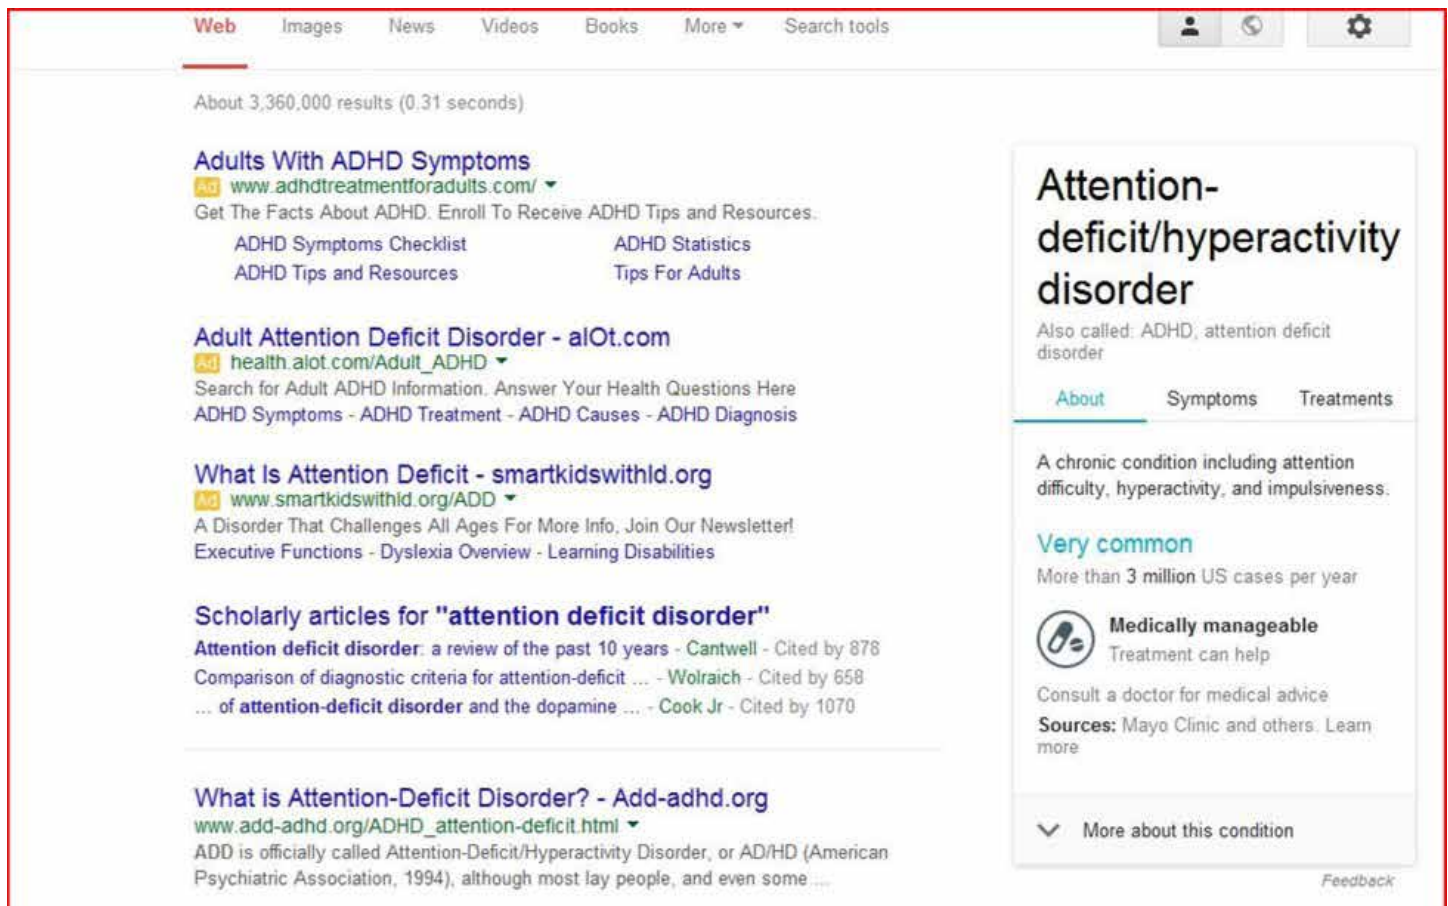 Web Images News Videos Books More Search tools
About 3,360,000 results (0.31 seconds)
Adults With ADHD Symptoms
Ad www.adhdtreatmentforadults.com/
Get The Facts About ADHD. Enroll To Receive ADHD Tips and Resources.
ADHD Symptoms Checklist ADHD Statistics
ADHD Tips and Resources Tips For Adults
Adult Attention Deficit Disorder - alOt.com
Ad health.alot.com/Adult_ADHD
Search for Adult ADHD Information. Answer Your Health Questions Here
ADHD Symptoms - ADHD Treatment - ADHD Causes - ADHD Diagnosis
What Is Attention Deficit - smartkidswithld.org
Ad www.smartkidswithld.org/ADD
A Disorder That Challenges All Ages For More Info, Join Our Newsletter!
Executive Functions - Dyslexia Overview - Learning Disabilities
Scholarly articles for "attention deficit disorder"
Attention deficit disorder: a review of the past 10 years - Cantwell - Cited by 878
Comparison of diagnostic criteria for attention-deficit ... - Wolraich - Cited by 658
... of attention-deficit disorder and the dopamine ... - Cook Jr - Cited by 1070
What is Attention-Deficit Disorder? - Add-adhd.org
www.add-adhd.org/ADHD_attention-deficit.html
ADD is officially called Attention-Deficit/Hyperactivity Disorder, or AD/HD (American
Psychiatric Association, 1994), although most lay people, and even some ...
Attention-
deficit/hyperactivity
disorder
Also called: ADHD, attention deficit
disorder
About Symptoms Treatments
A chronic condition including attention
difficulty, hyperactivity, and impulsiveness.
Very common
More than 3 million US cases per year
Medically manageable
Treatment can help
Consult a doctor for medical advice
Sources: Mayo Clinic and others. Learn
more
More about this condition
Feedback